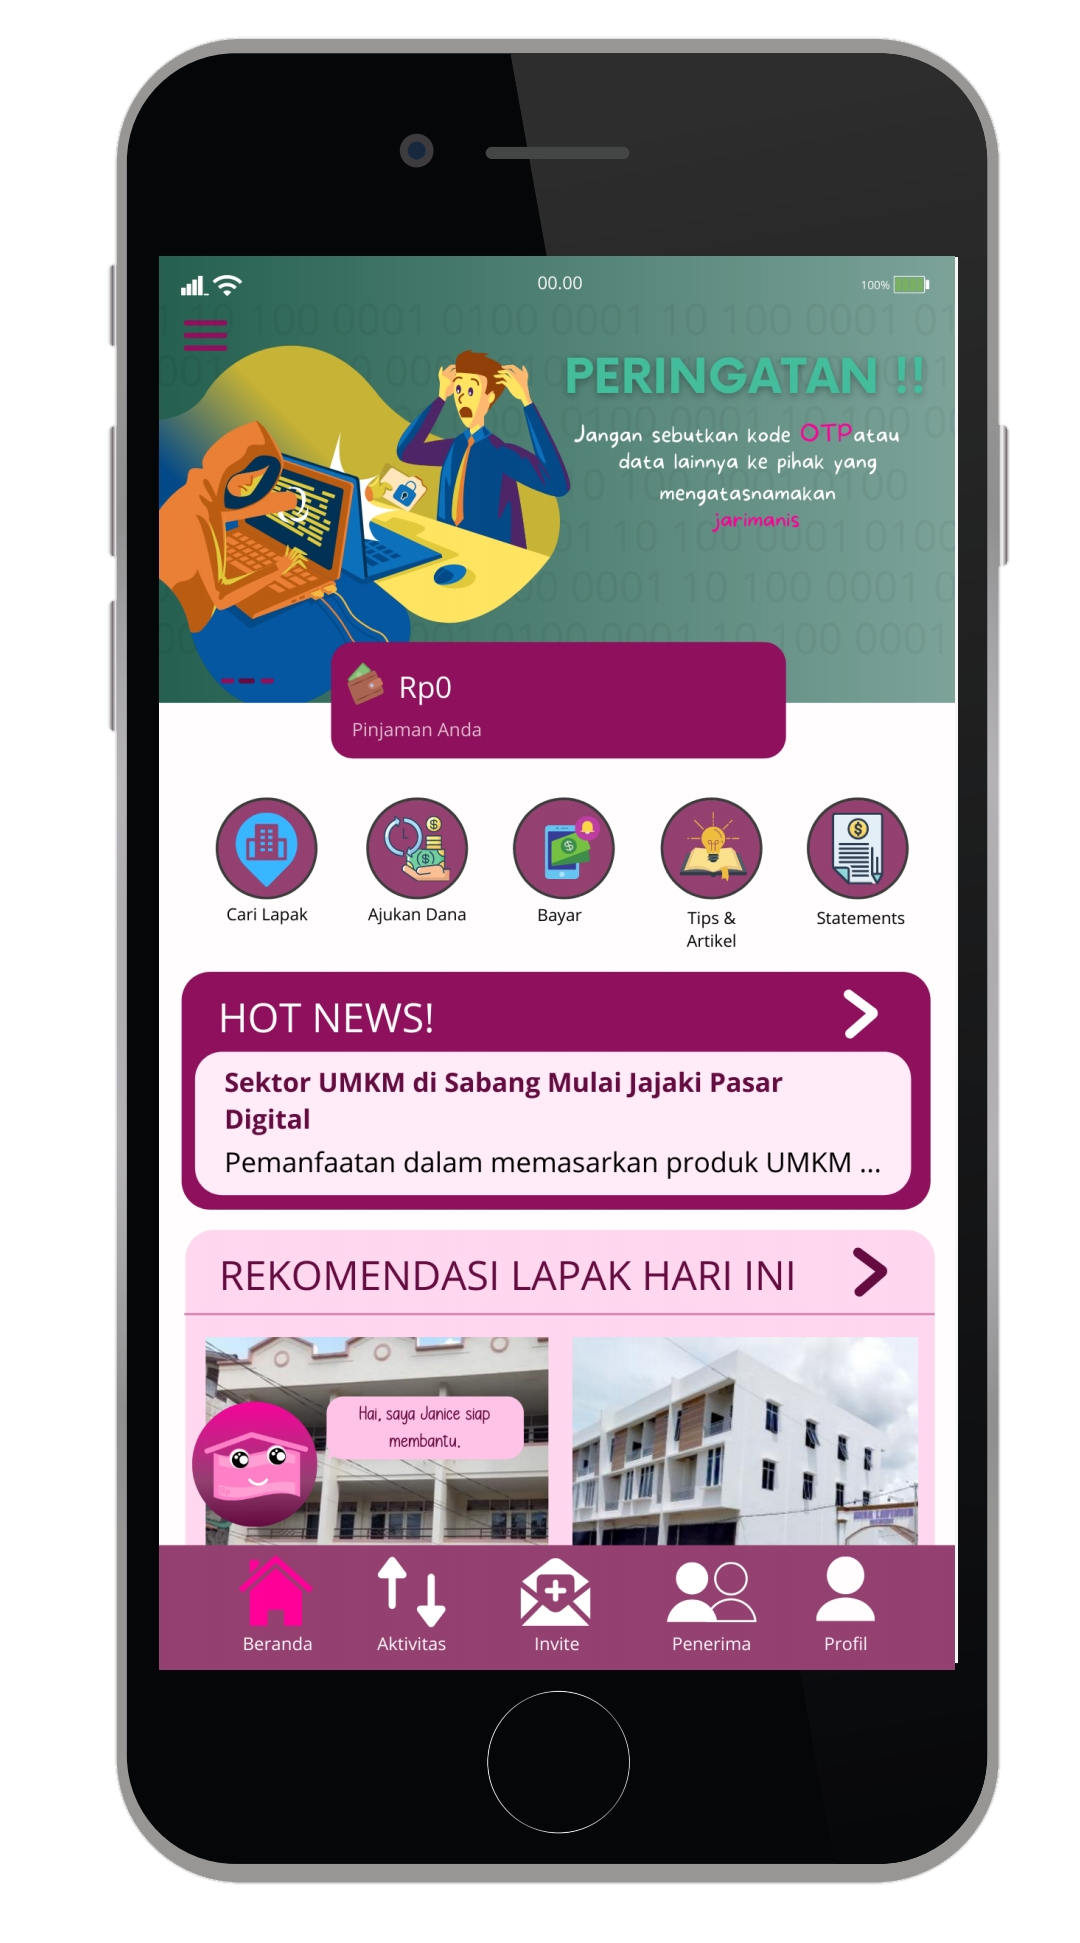 00.00
100%
PERINGATAN !!
Jangan sebutkan kode OTP atau
data lainnya ke pihak yang
mengatasnamakan
jarimanis
Rp0
Pinjaman Anda
Cari Lapak
Ajukan Dana
Bayar
Tips &
Artikel
Statements
HOT NEWS!
Sektor UMKM di Sabang Mulai Jajaki Pasar
Digital
Pemanfaatan dalam memasarkan produk UMKM ...
REKOMENDASI LAPAK HARI INI
Hai, saya Janice siap
membantu.
Beranda
Aktivitas
Invite
Penerima
Profil